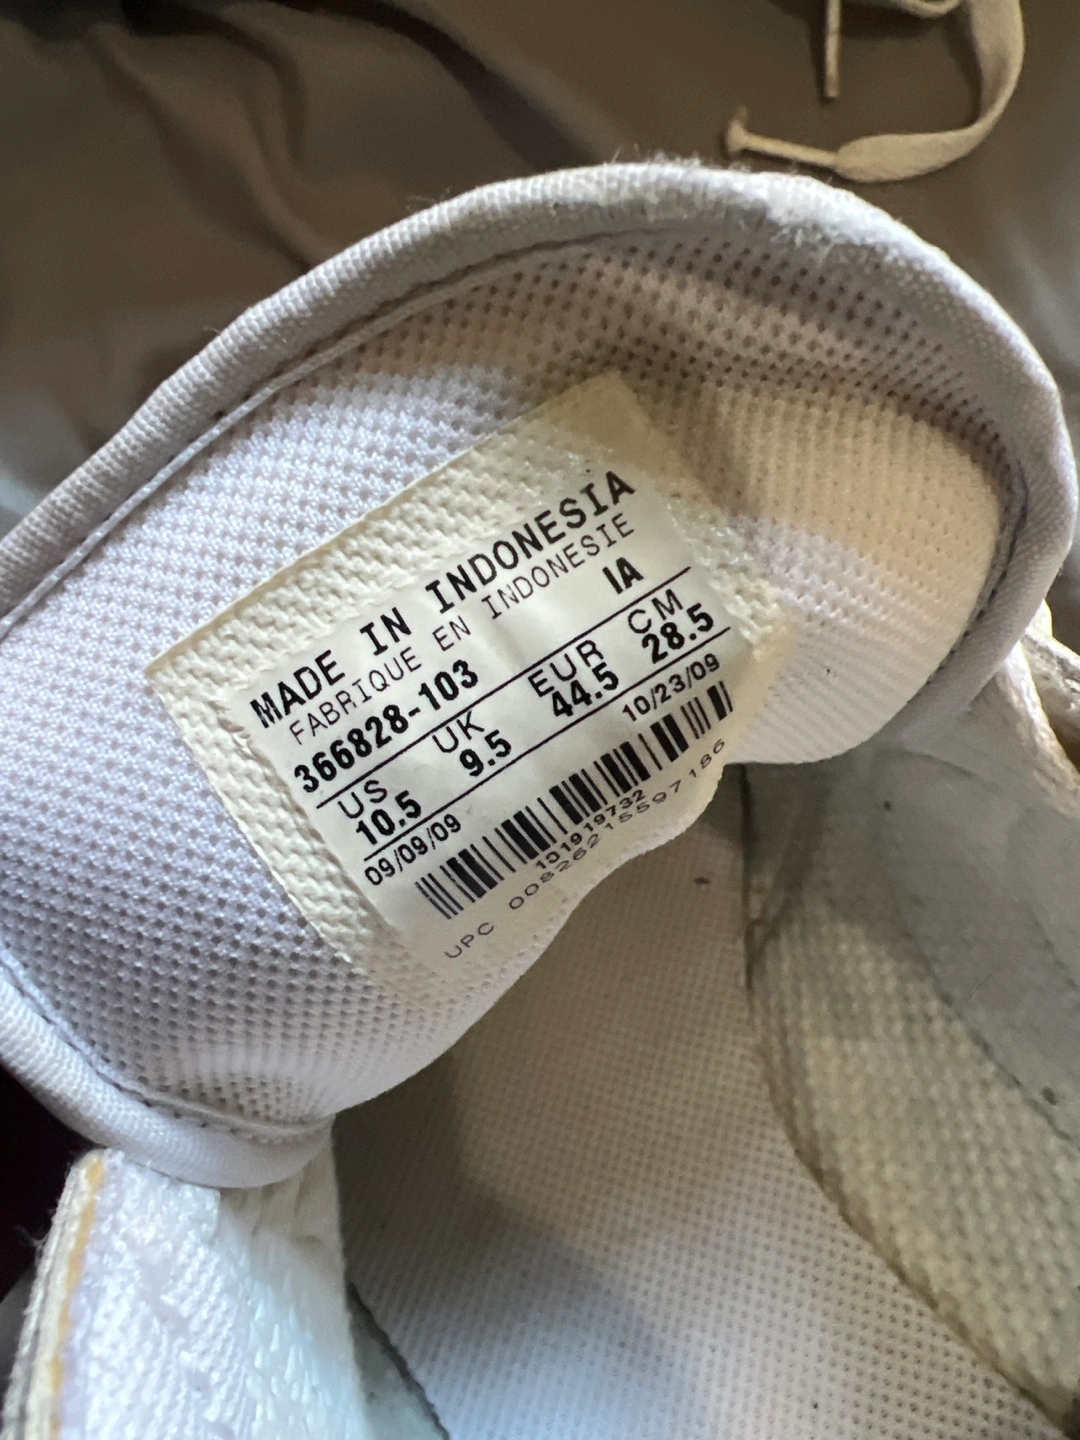 MADE IN INDONESIA
FABRIQUE EN INDONESIE
366828-103 IA
US UK EUR CM
10.5 9.5 44.5 28.5
09/09/09 10/23/09
101919732
UPC 00826215597186